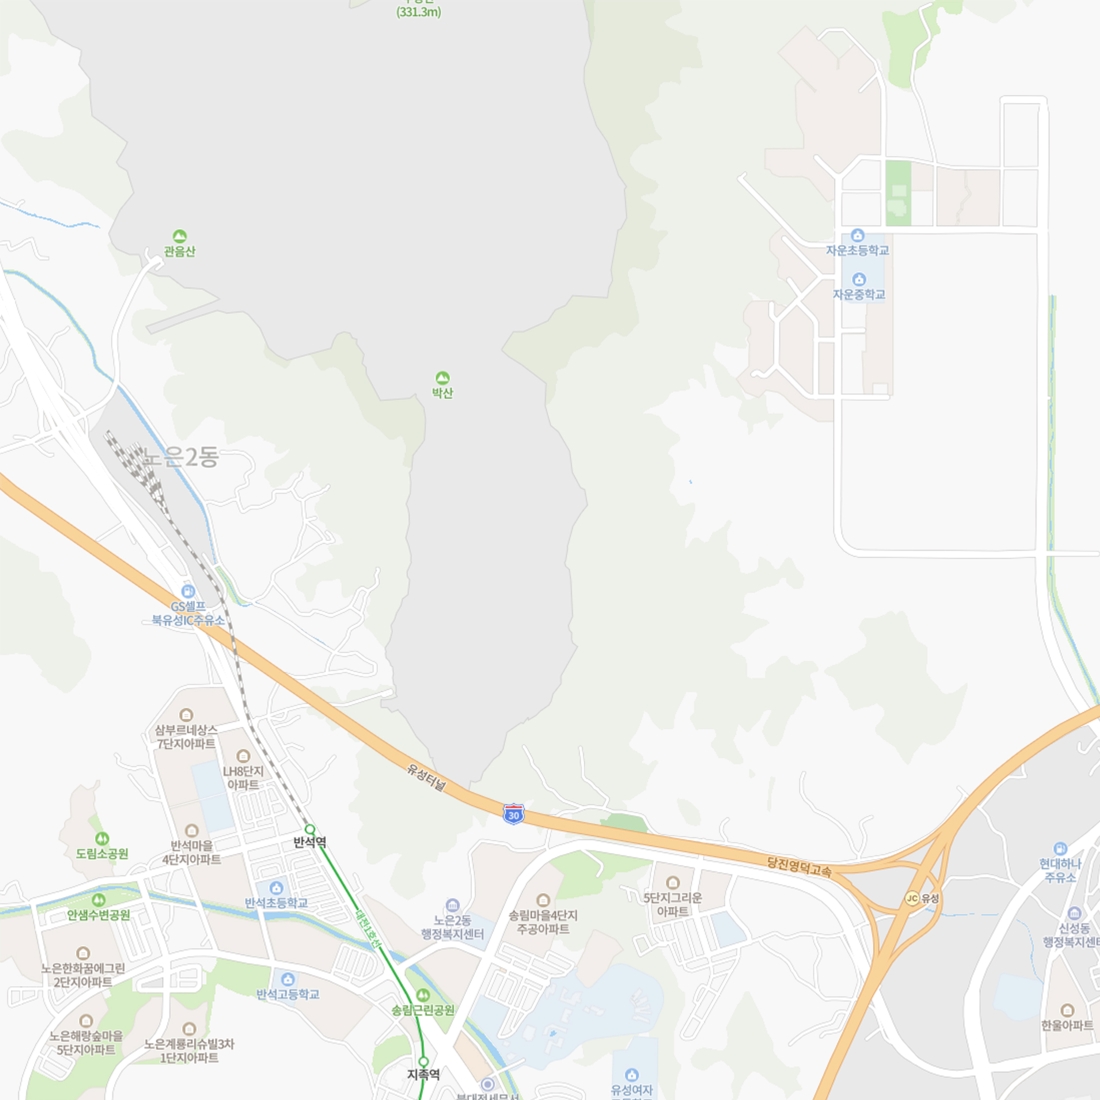 (331.3m)
관음산
자운초등학교
자운중학교
박산
노은2동
GS셀프
북유성IC주유소
삼부르네상스
7단지아파트
LH8단지
아파트
유성터널
30
반석역
반석마을
4단지아파트
도림소공원
당진영덕고속
현대하나
주유소
5단지그리운
아파트
JC 유성
반석초등학교
안샘수변공원
대전1호선
노은2동
행정복지센터
송림마을4단지
주공아파트
신성동
행정복지센터
노은한화꿈에그린
2단지아파트
반석고등학교
송림근린공원
한울아파트
노은해랑숲마을
5단지아파트
노은계룡리슈빌3차
1단지아파트
지족역
유성여자